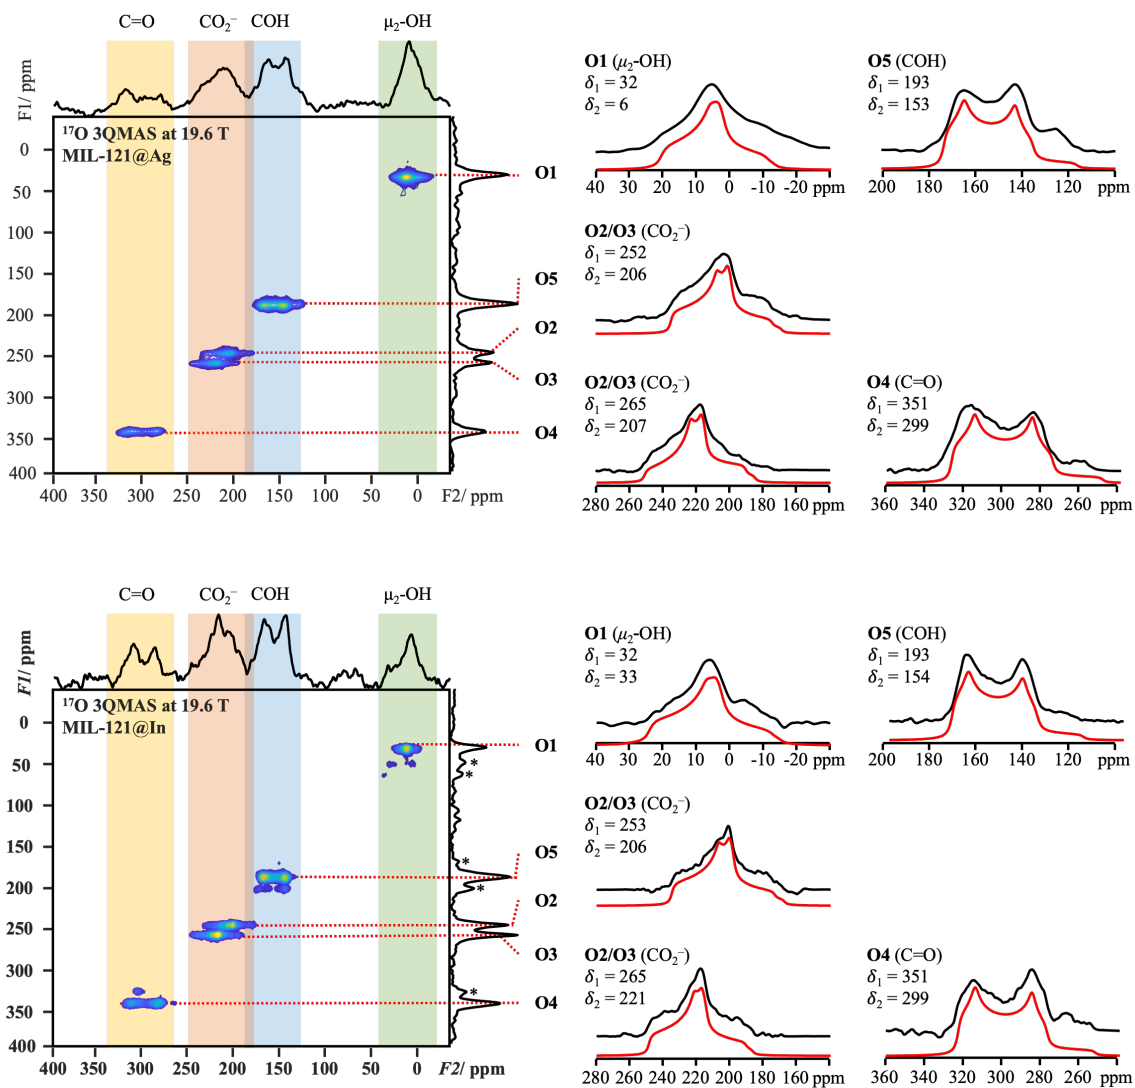 C=O CO₂⁻ COH μ₂-OH
F1/ ppm
¹⁷O 3QMAS at 19.6 T
MIL-121@Ag
0
50
100
150
200
250
300
350
400
O1
O5
O2
O3
O4
400 350 300 250 200 150 100 50 0 F2/ ppm
O1 (μ₂-OH)
δ₁ = 32
δ₂ = 6
40 30 20 10 0 -10 -20 ppm
O5 (COH)
δ₁ = 193
δ₂ = 153
200 180 160 140 120 ppm
O2/O3 (CO₂⁻)
δ₁ = 252
δ₂ = 206
O2/O3 (CO₂⁻)
δ₁ = 265
δ₂ = 207
280 260 240 220 200 180 160 ppm
O4 (C=O)
δ₁ = 351
δ₂ = 299
360 340 320 300 280 260 ppm
C=O CO₂⁻ COH μ₂-OH
F1/ ppm
¹⁷O 3QMAS at 19.6 T
MIL-121@In
0
50
100
150
200
250
300
350
400
O1
*
*
*
O5
*
O2
O3
*
O4
400 350 300 250 200 150 100 50 0 F2/ ppm
O1 (μ₂-OH)
δ₁ = 32
δ₂ = 33
40 30 20 10 0 -10 -20 ppm
O5 (COH)
δ₁ = 193
δ₂ = 154
200 180 160 140 120 ppm
O2/O3 (CO₂⁻)
δ₁ = 253
δ₂ = 206
O2/O3 (CO₂⁻)
δ₁ = 265
δ₂ = 221
280 260 240 220 200 180 160 ppm
O4 (C=O)
δ₁ = 351
δ₂ = 299
360 340 320 300 280 260 ppm